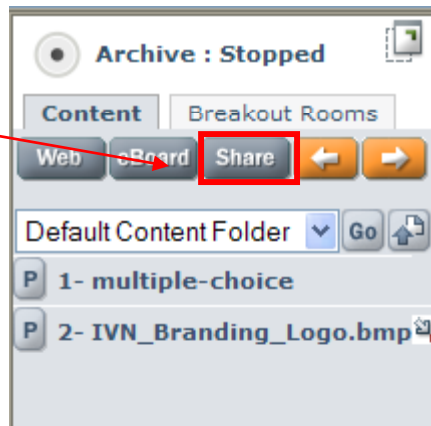 Archive : Stopped
Content Breakout Rooms
Web eBoard Share
Default Content Folder Go
P 1- multiple-choice
P 2- IVN_Branding_Logo.bmp